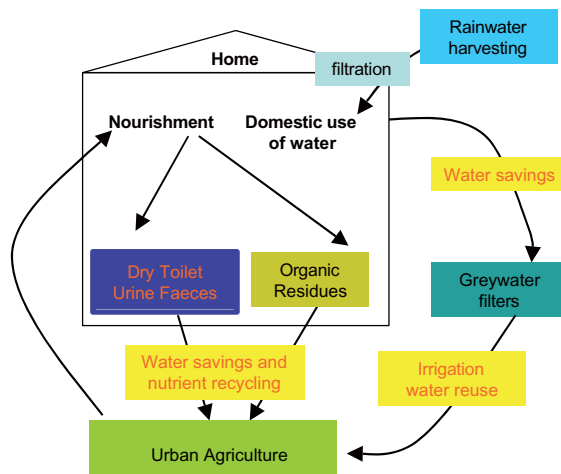 Rainwater
harvesting
Home
filtration
Nourishment
Domestic use
of water
Water savings
Dry Toilet
Urine Faeces
Organic
Residues
Greywater
filters
Water savings and
nutrient recycling
Irrigation
water reuse
Urban Agriculture